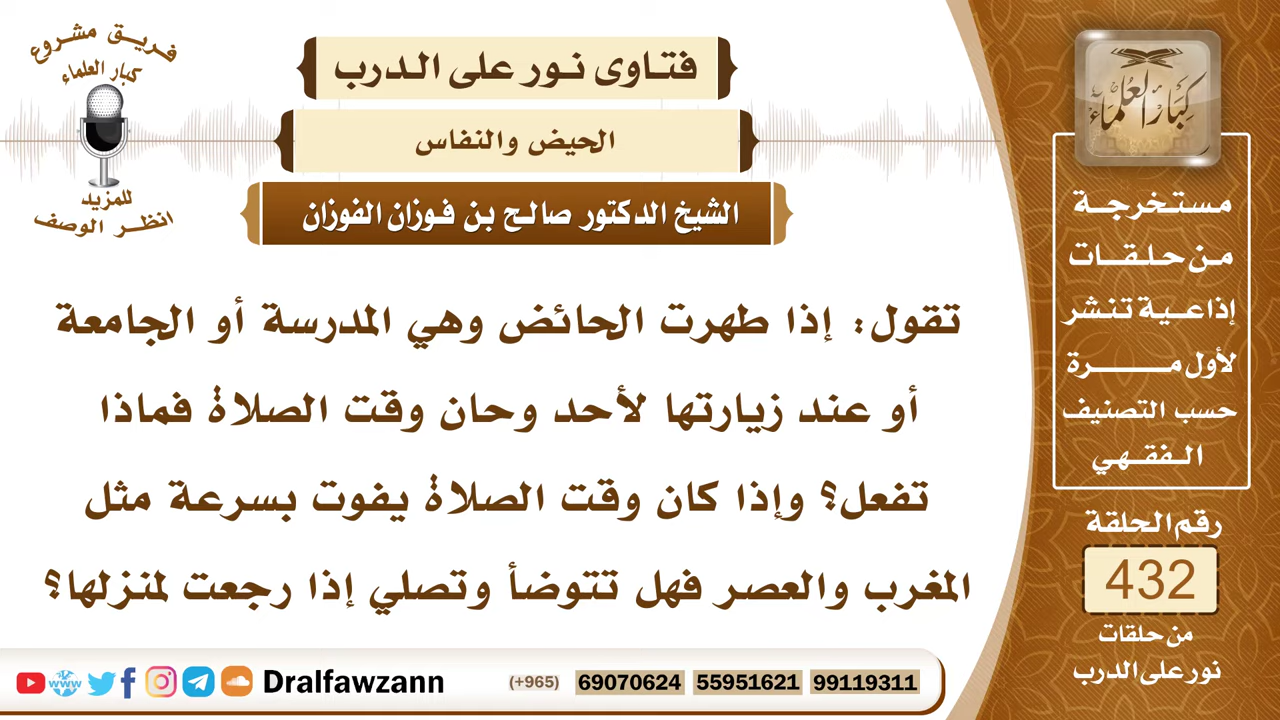 فريق مشروع
كبار العلماء
للمزيد
انظر الوصف
فتاوى نور على الدرب
الحيض والنفاس
الشيخ الدكتور صالح بن فوزان الفوزان
تقول: إذا طهرت الحائض وهي المدرسة أو الجامعة
أو عند زيارتها لأحد وحان وقت الصلاة فماذا
تفعل؟ وإذا كان وقت الصلاة يفوت بسرعة مثل
المغرب والعصر فهل تتوضأ وتصلي إذا رجعت لمنزلها؟
كبار العلماء
مستخرجة
من حلقات
إذاعية تنشر
لأول مرة
حسب التصنيف
الفقهي
رقم الحلقة
432
من حلقات
نور على الدرب
www Dralfawzann (+965) 69070624 55951621 99119311